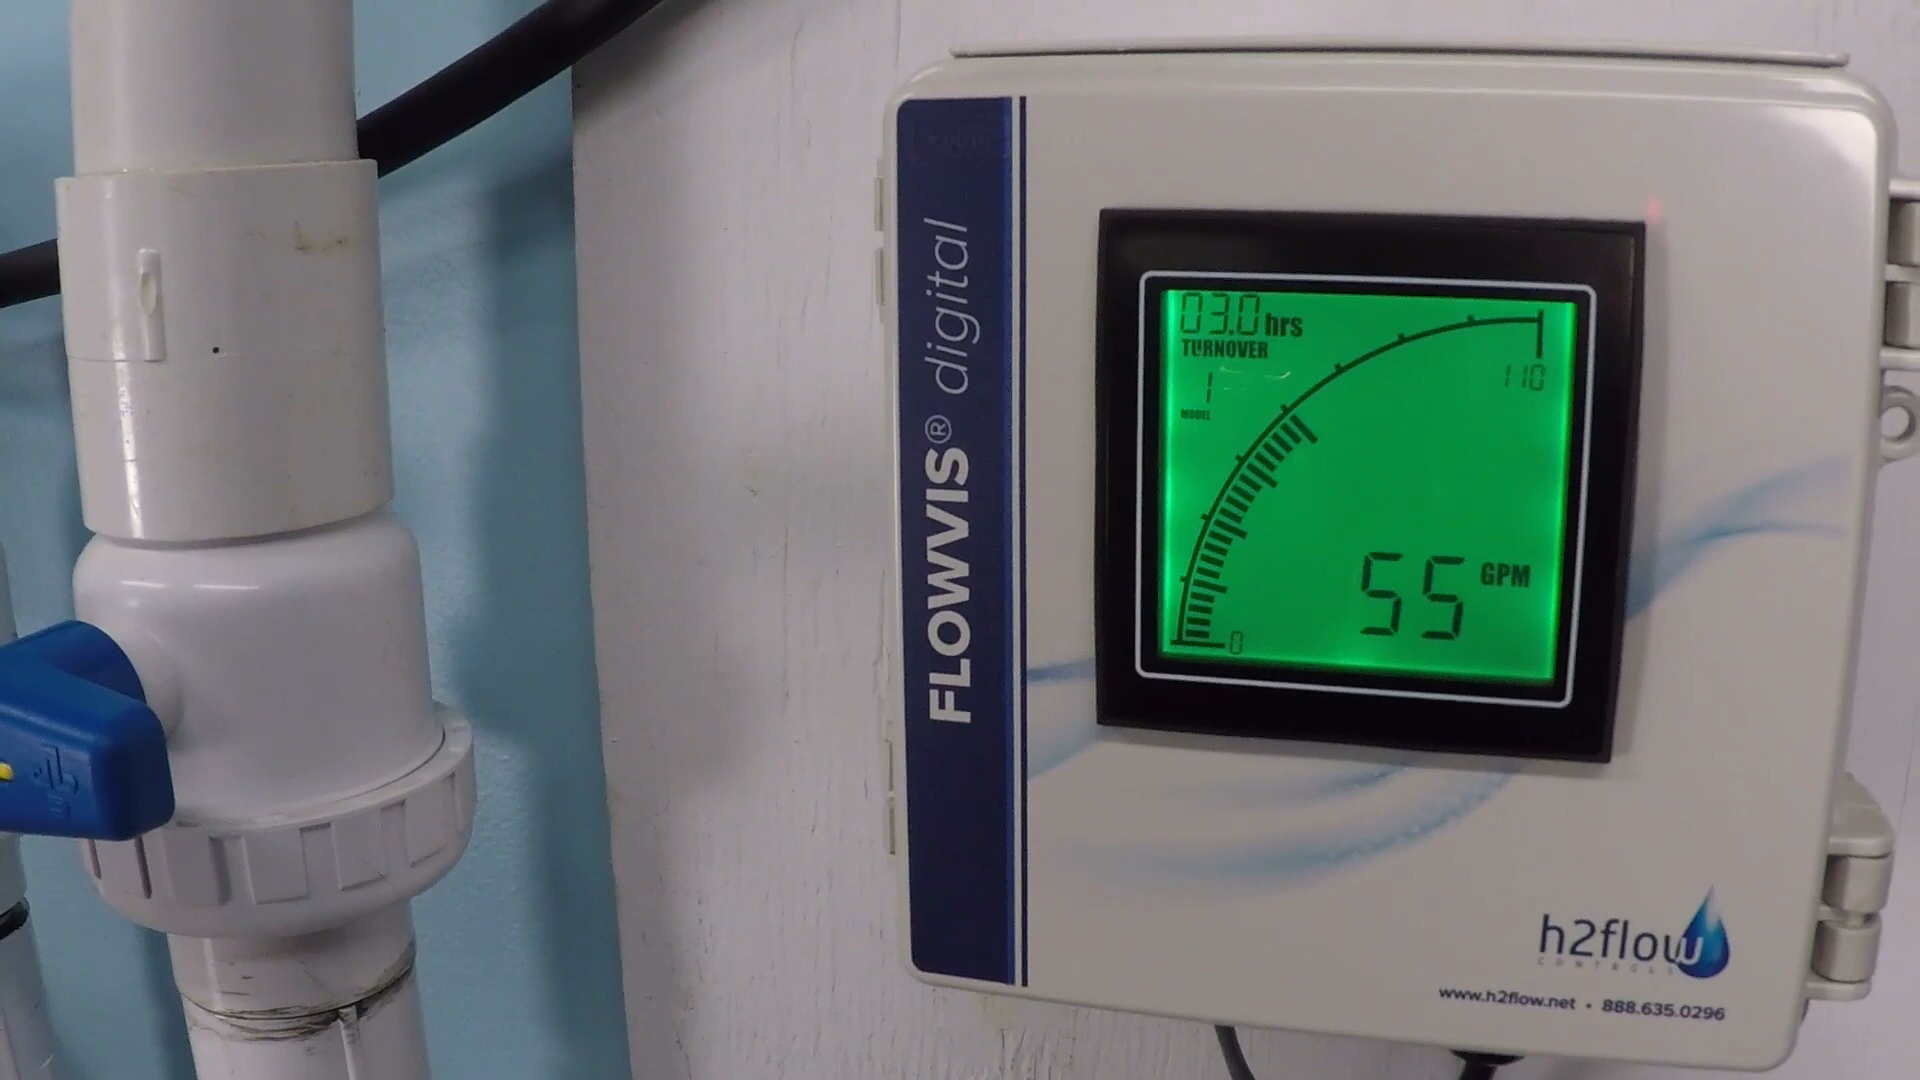 FLOWVIS® digital
03.0 hrs
TURNOVER
1
MODEL
110
55 GPM
0
h2flow
CONTROLS
www.h2flow.net • 888.635.0296